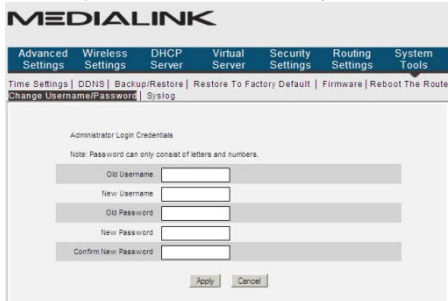 MEDIALINK
Advanced Settings Wireless Settings DHCP Server Virtual Server Security Settings Routing Settings System Tools
Time Settings | DDNS | Backup/Restore | Restore To Factory Default | Firmware | Reboot The Route
Change Username/Password | Syslog
Administrator Login Credentials
Note: Password can only consist of letters and numbers.
Old Username
New Username
Old Password
New Password
Confirm New Password
Apply Cancel